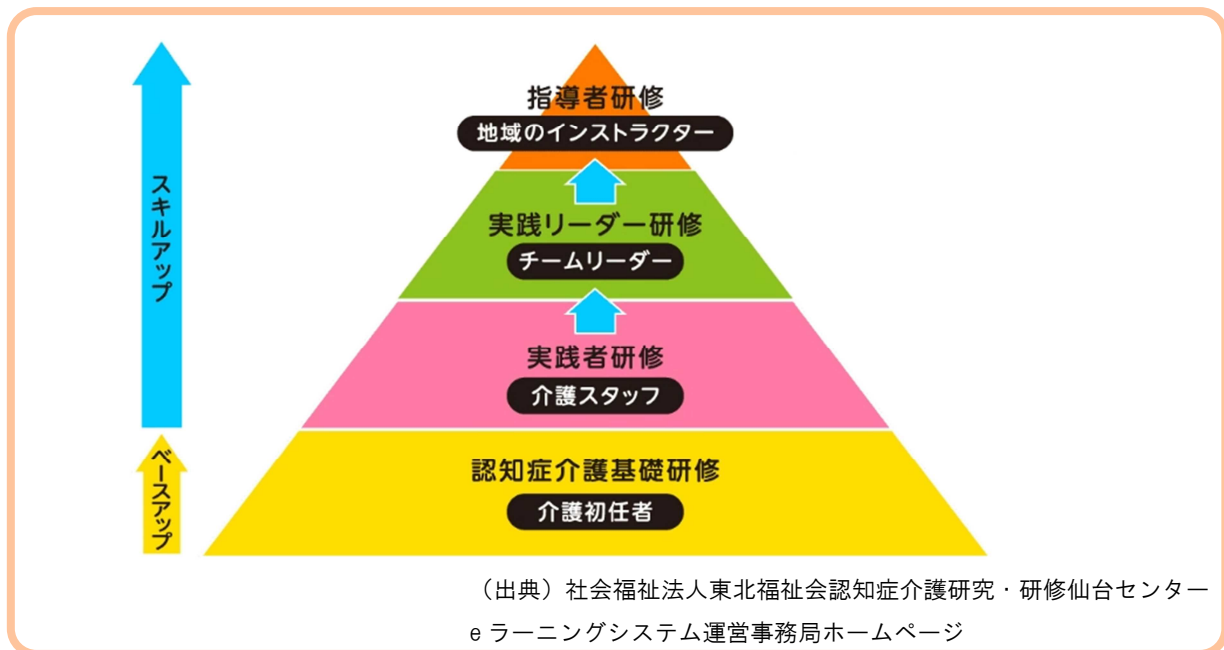 指導者研修
地域のインストラクター
実践リーダー研修
チームリーダー
実践者研修
介護スタッフ
認知症介護基礎研修
介護初任者
スキルアップ
ベースアップ
（出典）社会福祉法人東北福祉会認知症介護研究・研修仙台センター
eラーニングシステム運営事務局ホームページ